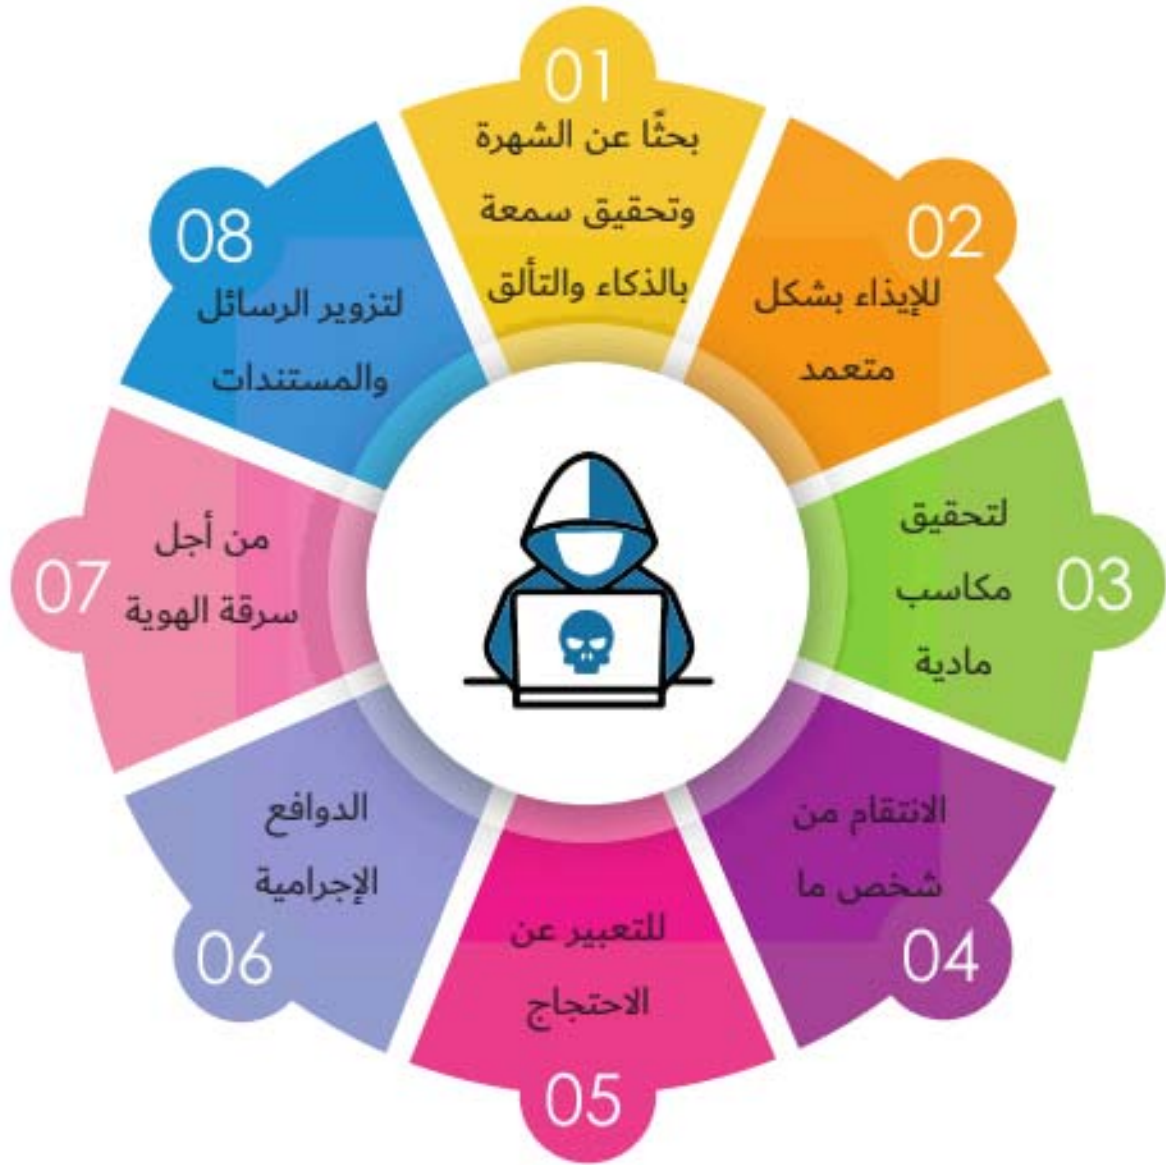 01
بحثًا عن الشهرة
وتحقيق سمعة
بالذكاء والتألق
02
للإيذاء بشكل
متعمد
03
لتحقيق
مكاسب
مادية
04
الانتقام من
شخص ما
05
للتعبير عن
الاحتجاج
06
الدوافع
الإجرامية
07
من أجل
سرقة الهوية
08
لتزوير الرسائل
والمستندات